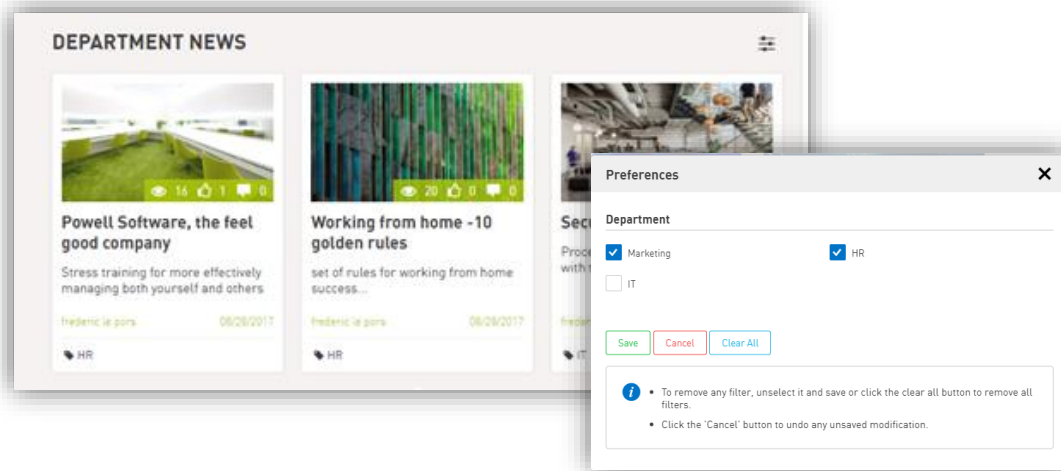 DEPARTMENT NEWS
16 1 0
Powell Software, the feel
good company
Stress training for more effectively
managing both yourself and others
frederic le pors 08/28/2017
HR
20 0 0
Working from home -10
golden rules
set of rules for working from home
success...
frederic le pors 08/28/2017
HR
IT
Preferences
Department
Marketing
HR
IT
Save
Cancel
Clear All
To remove any filter, unselect it and save or click the clear all button to remove all
filters.
Click the 'Cancel' button to undo any unsaved modification.